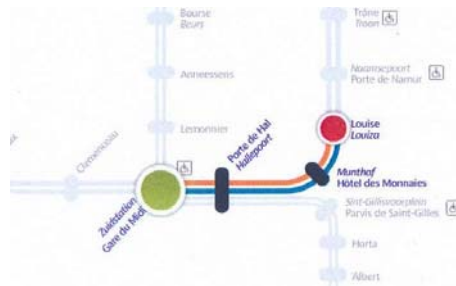 Bourse
Beurs
Trône
Troon
Anneessens
Naamsepoort
Porte de Namur
Lemonnier
Louise
Louiza
Porte de Hal
Hallepoort
Clemenceau
Munthof
Hôtel des Monnaies
Zuidstation
Gare du Midi
Sint-Gillisvoorplein
Parvis de Saint-Gilles
Horta
Albert